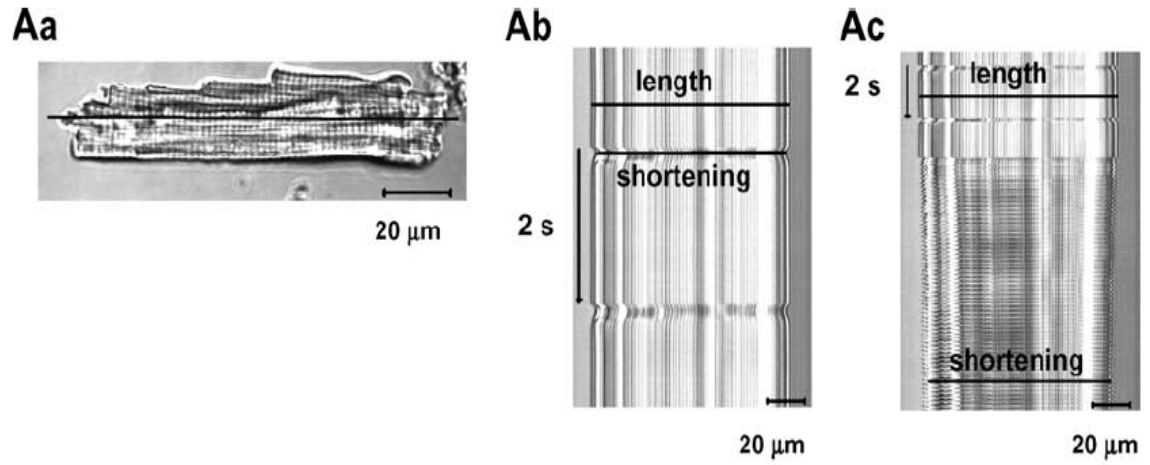 Aa
Ab
Ac
length
shortening
2 s
2 s
length
shortening
20 µm
20 µm
20 µm